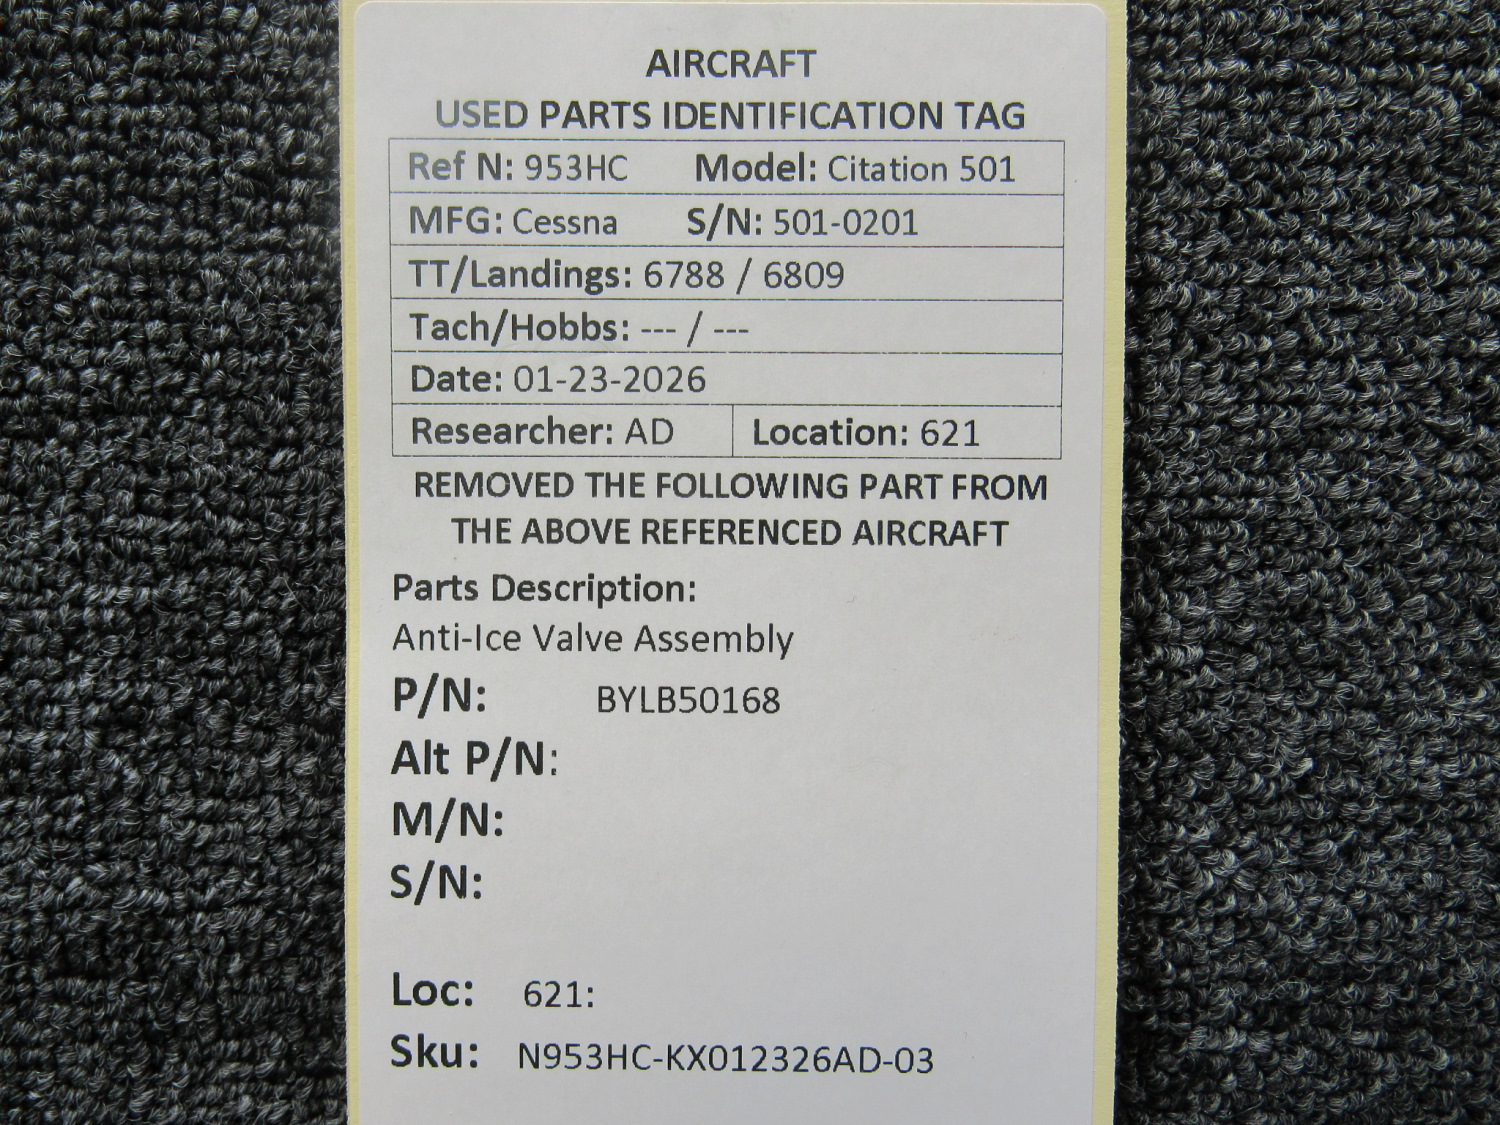 AIRCRAFT
USED PARTS IDENTIFICATION TAG
Ref N: 953HC Model: Citation 501
MFG: Cessna S/N: 501-0201
TT/Landings: 6788 / 6809
Tach/Hobbs: --- / ---
Date: 01-23-2026
Researcher: AD Location: 621
REMOVED THE FOLLOWING PART FROM
THE ABOVE REFERENCED AIRCRAFT
Parts Description:
Anti-Ice Valve Assembly
P/N: BYLB50168
Alt P/N:
M/N:
S/N:
Loc: 621:
Sku: N953HC-KX012326AD-03